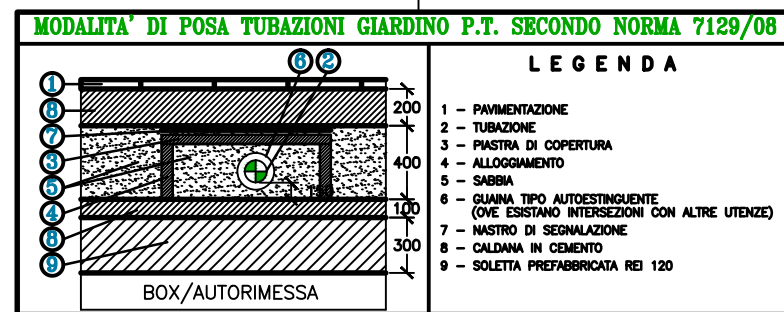 MODALITA' DI POSA TUBAZIONI GIARDINO P.T. SECONDO NORMA 7129/08
6 2
1
8
7
3
5
4
8
9
200
400
100
300
BOX/AUTORIMESSA
LEGENDA
1 - PAVIMENTAZIONE
2 - TUBAZIONE
3 - PIASTRA DI COPERTURA
4 - ALLOGGIAMENTO
5 - SABBIA
6 - GUAINA TIPO AUTOESTINGUENTE
(OVE ESISTANO INTERSEZIONI CON ALTRE UTENZE)
7 - NASTRO DI SEGNALAZIONE
8 - CALDANA IN CEMENTO
9 - SOLETTA PREFABBRICATA REI 120